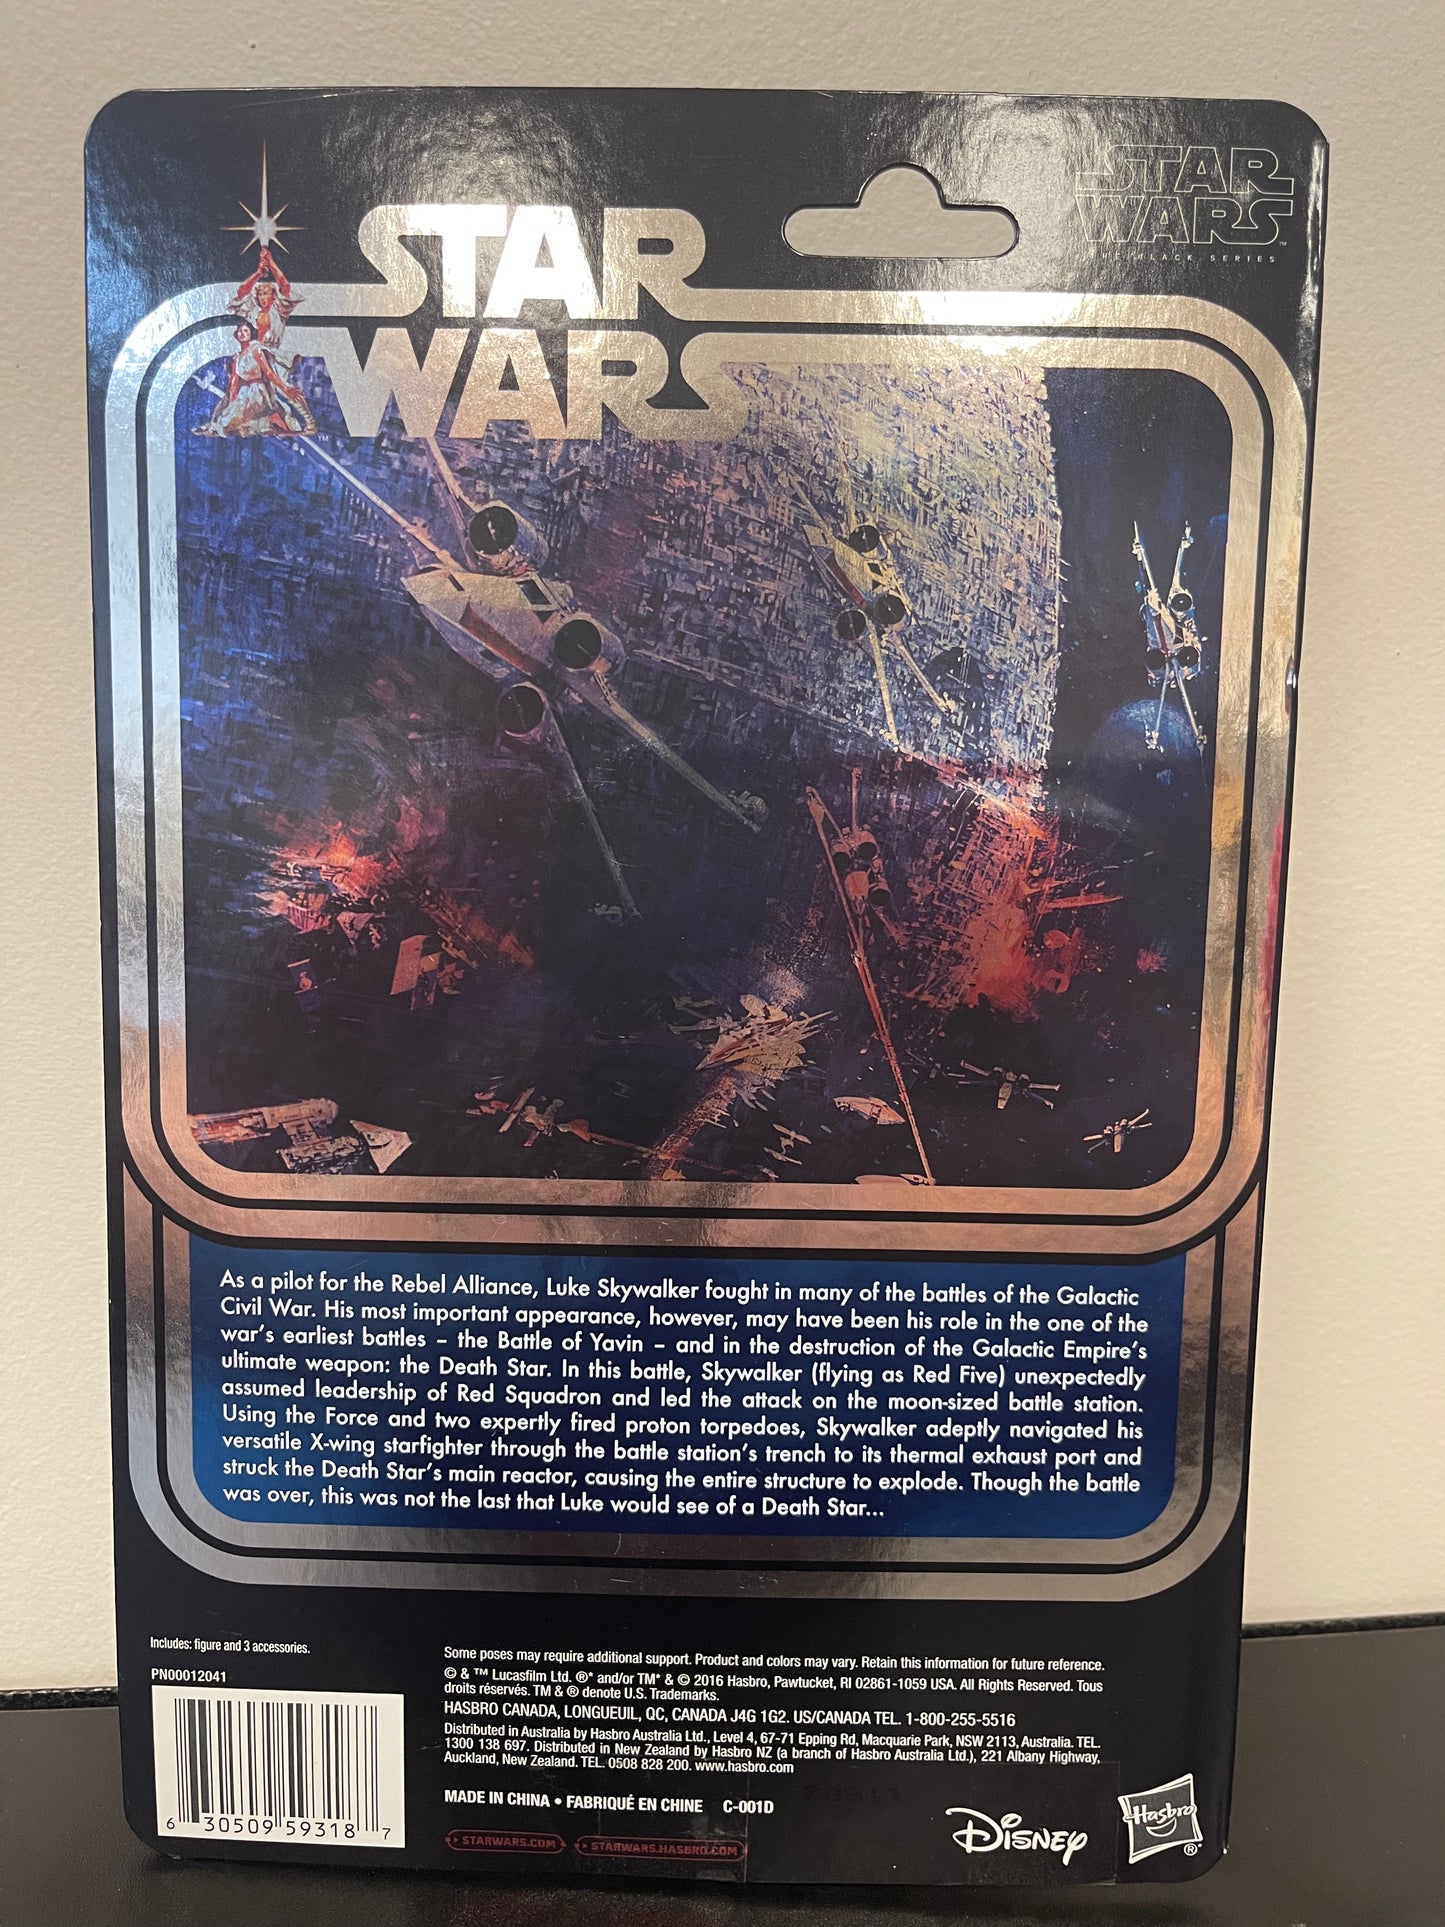 STAR
WARS
STAR
WARS
THE BLACK SERIES
™
™
As a pilot for the Rebel Alliance, Luke Skywalker fought in many of the battles of the Galactic
Civil War. His most important appearance, however, may have been his role in the one of the
war's earliest battles – the Battle of Yavin – and in the destruction of the Galactic Empire's
ultimate weapon: the Death Star. In this battle, Skywalker (flying as Red Five) unexpectedly
assumed leadership of Red Squadron and led the attack on the moon-sized battle station.
Using the Force and two expertly fired proton torpedoes, Skywalker adeptly navigated his
versatile X-wing starfighter through the battle station's trench to its thermal exhaust port and
struck the Death Star's main reactor, causing the entire structure to explode. Though the battle
was over, this was not the last that Luke would see of a Death Star...
Includes: figure and 3 accessories.
PN00012041
6 30509 59318 7
Some poses may require additional support. Product and colors may vary. Retain this information for future reference.
© & ™ Lucasfilm Ltd. ®* and/or TM* & © 2016 Hasbro, Pawtucket, RI 02861-1059 USA. All Rights Reserved. Tous
droits réservés. TM & ® denote U.S. Trademarks.
HASBRO CANADA, LONGUEUIL, QC, CANADA J4G 1G2. US/CANADA TEL. 1-800-255-5516
Distributed in Australia by Hasbro Australia Ltd., Level 4, 67-71 Epping Rd, Macquarie Park, NSW 2113, Australia. TEL.
1300 138 697. Distributed in New Zealand by Hasbro NZ (a branch of Hasbro Australia Ltd.), 221 Albany Highway,
Auckland, New Zealand. TEL. 0508 828 200. www.hasbro.com
MADE IN CHINA • FABRIQUÉ EN CHINE C-001D
STARWARS.COM STARWARS.HASBRO.COM
DISNEY
Hasbro
®*